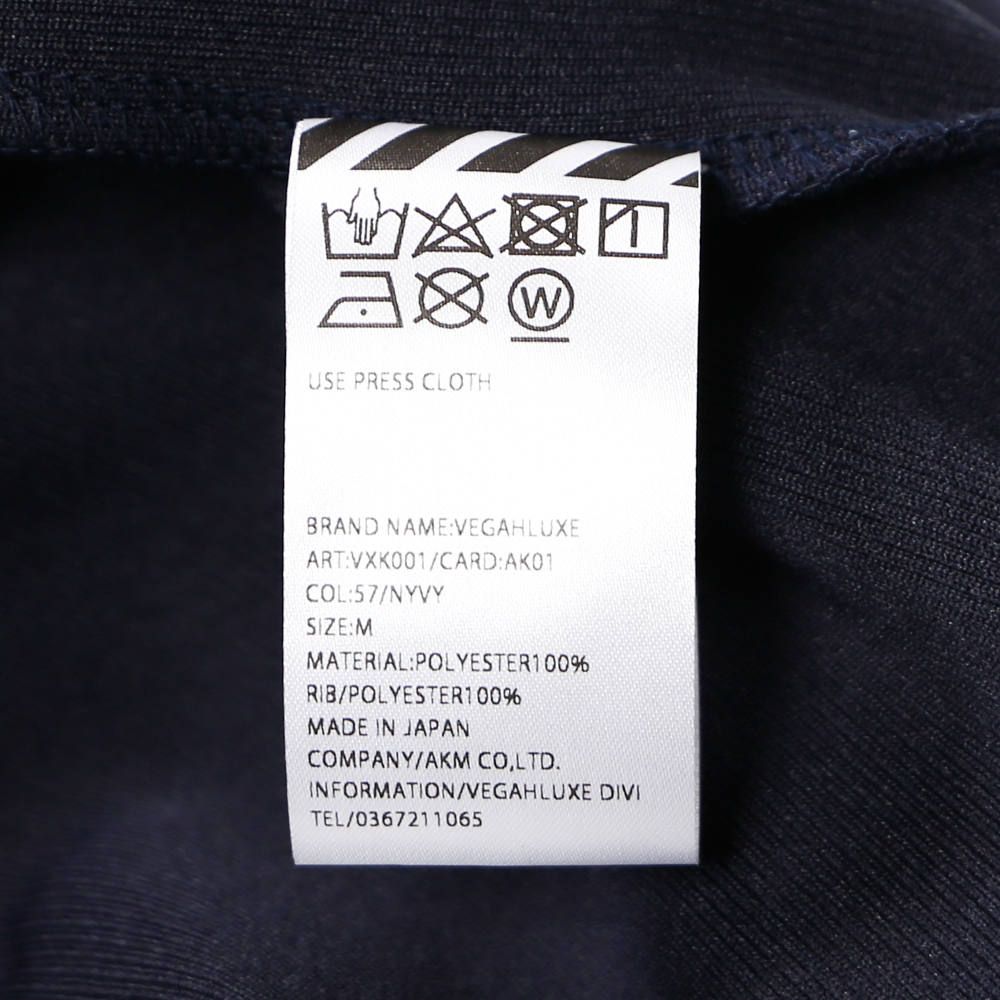 W
USE PRESS CLOTH
BRAND NAME:VEGAHLUXE
ART:VXK001/CARD:AK01
COL:57/NYVY
SIZE:M
MATERIAL:POLYESTER100%
RIB/POLYESTER100%
MADE IN JAPAN
COMPANY/AKM CO,LTD.
INFORMATION/VEGAHLUXE DIVI
TEL/0367211065